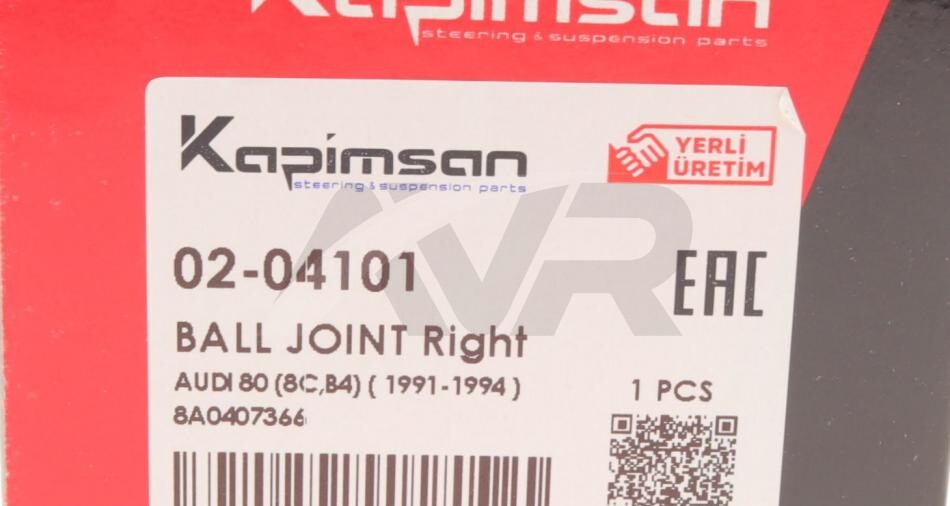 Kapimsan
steering & suspension parts
Kapimsan
steering & suspension parts
YERLİ
ÜRETİM
02-04101
EAC
BALL JOINT Right
AUDI 80 (8C,B4) ( 1991-1994 )
8A0407366
1 PCS